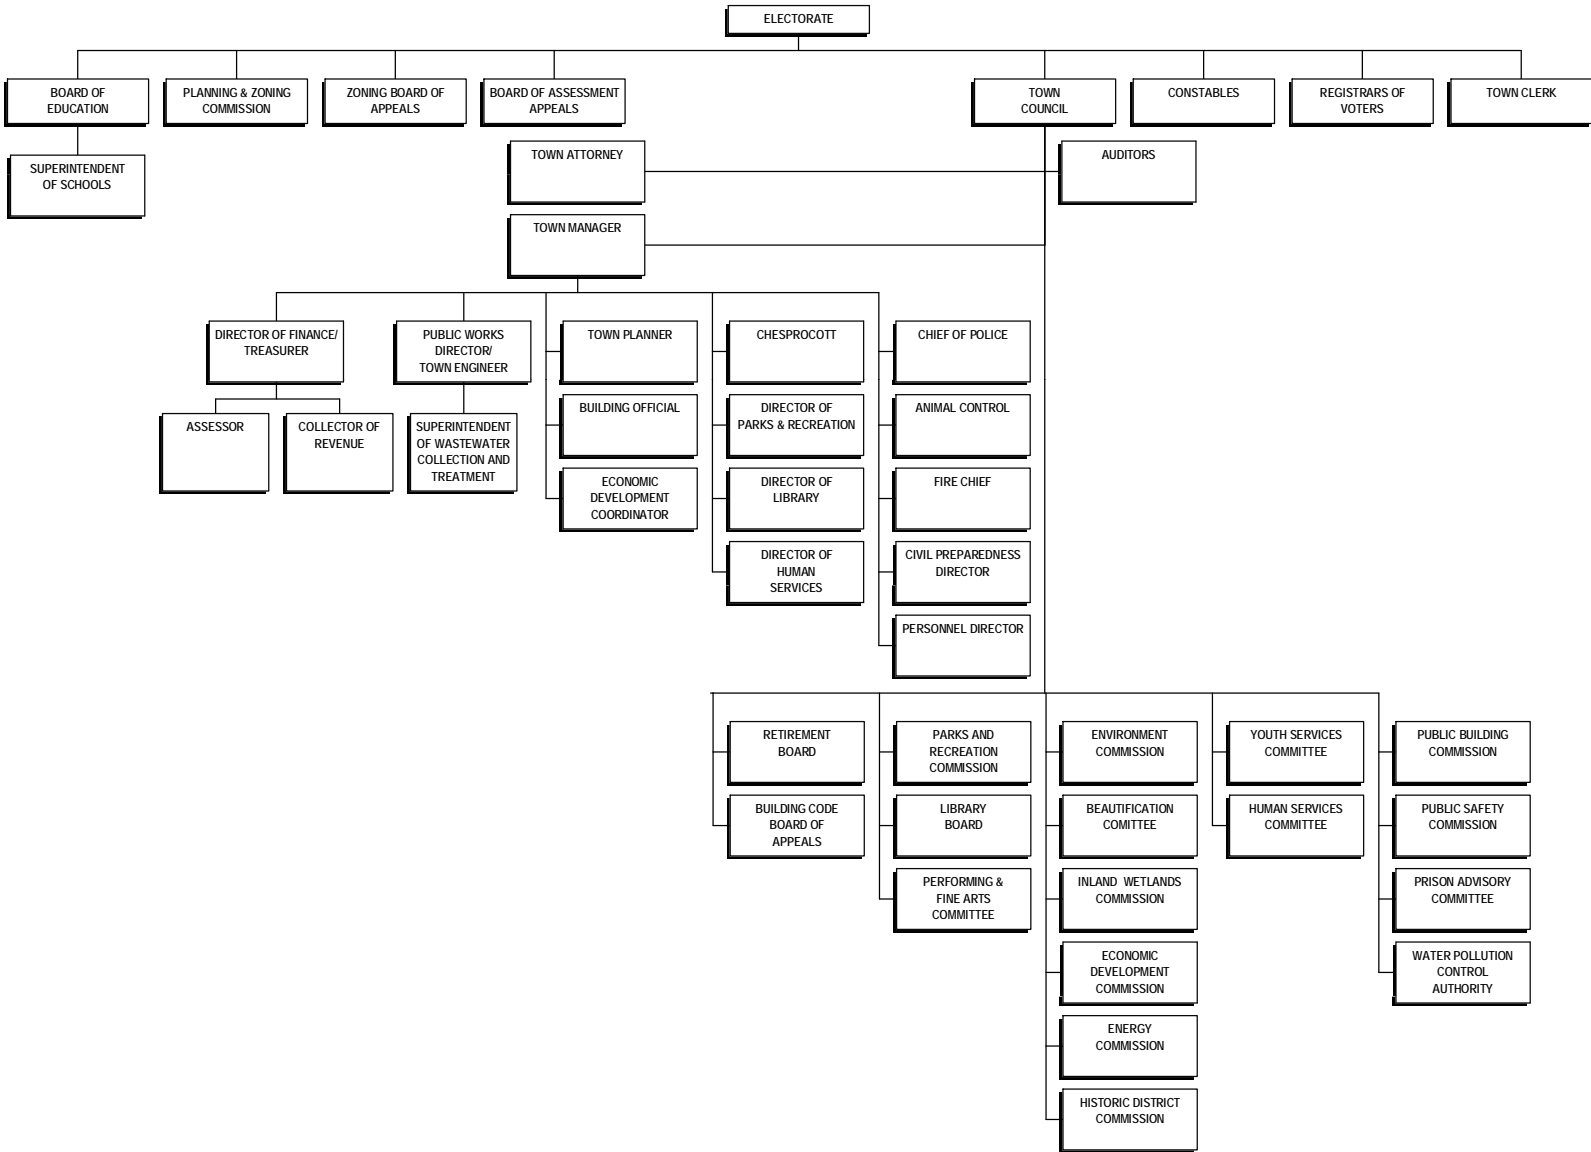 ELECTORATE
BOARD OF
EDUCATION
PLANNING & ZONING
COMMISSION
ZONING BOARD OF
APPEALS
BOARD OF ASSESSMENT
APPEALS
TOWN
COUNCIL
CONSTABLES
REGISTRARS OF
VOTERS
TOWN CLERK
SUPERINTENDENT
OF SCHOOLS
TOWN ATTORNEY
AUDITORS
TOWN MANAGER
DIRECTOR OF FINANCE/
TREASURER
PUBLIC WORKS
DIRECTOR/
TOWN ENGINEER
TOWN PLANNER
CHESPROCOTT
CHIEF OF POLICE
ASSESSOR
COLLECTOR OF
REVENUE
SUPERINTENDENT
OF WASTEWATER
COLLECTION AND
TREATMENT
BUILDING OFFICIAL
DIRECTOR OF
PARKS & RECREATION
ANIMAL CONTROL
ECONOMIC
DEVELOPMENT
COORDINATOR
DIRECTOR OF
LIBRARY
FIRE CHIEF
DIRECTOR OF
HUMAN
SERVICES
CIVIL PREPAREDNESS
DIRECTOR
PERSONNEL DIRECTOR
RETIREMENT
BOARD
PARKS AND
RECREATION
COMMISSION
ENVIRONMENT
COMMISSION
YOUTH SERVICES
COMMITTEE
PUBLIC BUILDING
COMMISSION
BUILDING CODE
BOARD OF
APPEALS
LIBRARY
BOARD
BEAUTIFICATION
COMITTEE
HUMAN SERVICES
COMMITTEE
PUBLIC SAFETY
COMMISSION
PERFORMING &
FINE ARTS
COMMITTEE
INLAND WETLANDS
COMMISSION
PRISON ADVISORY
COMMITTEE
ECONOMIC
DEVELOPMENT
COMMISSION
WATER POLLUTION
CONTROL
AUTHORITY
ENERGY
COMMISSION
HISTORIC DISTRICT
COMMISSION